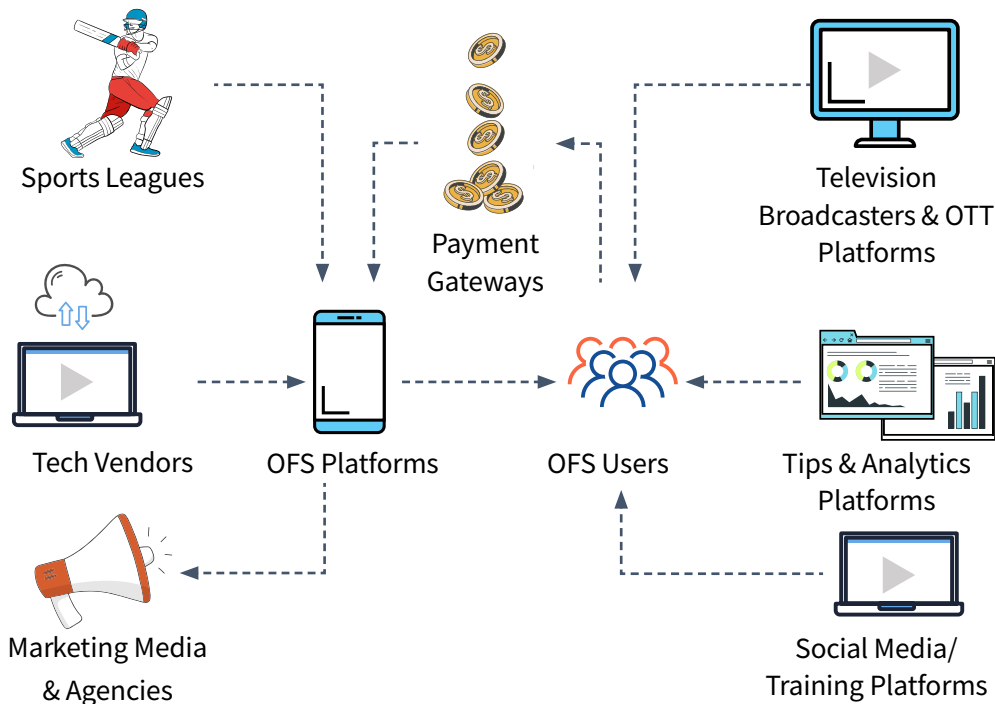 Sports Leagues
Payment
Gateways
Television
Broadcasters & OTT
Platforms
Tech Vendors
OFS Platforms
OFS Users
Tips & Analytics
Platforms
Marketing Media
& Agencies
Social Media/
Training Platforms